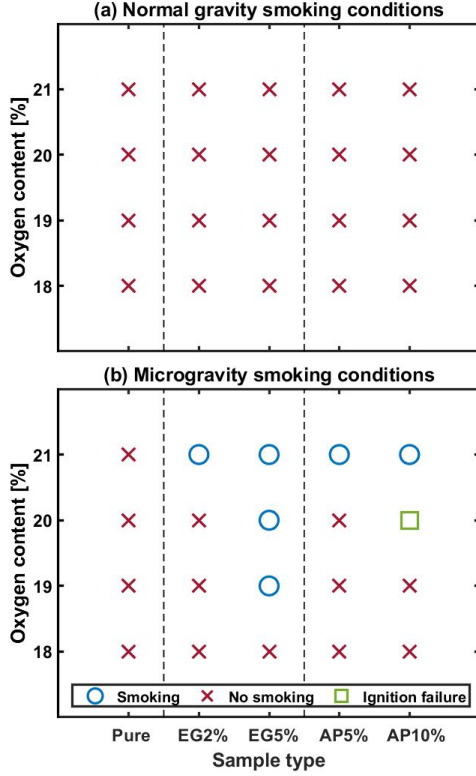 (a) Normal gravity smoking conditions
21
20
19
18
Oxygen content [%]
(b) Microgravity smoking conditions
21
20
19
18
Oxygen content [%]
Smoking No smoking Ignition failure
Pure EG2% EG5% AP5% AP10%
Sample type